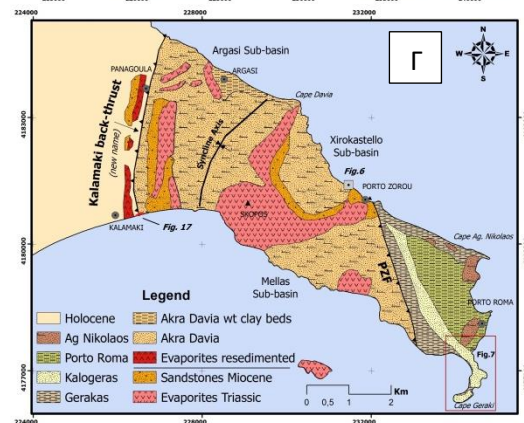 224000
228000
232000
Γ
N
W
E
S
Argasi Sub-basin
PANAGOULA
ARGASI
Cape Davia
4183000
Kalamaki back-thrust
(new name)
Syncline Axis
Xirokastello
Sub-basin
Fig.6
PORTO ZOROU
SKOPOS
KALAMAKI
Fig. 17
4180000
Cape Ag. Nikolaos
PZF
Mellas
Sub-basin
PORTO ROMA
Legend
Holocene
Akra Davia wt clay beds
Ag Nikolaos
Akra Davia
Porto Roma
Evaporites resedimented
Kalogeras
Sandstones Miocene
Gerakas
Evaporites Triassic
Fig.7
Km
0 0,5 1 2
4177000
Cape Geraki
224000
228000
232000